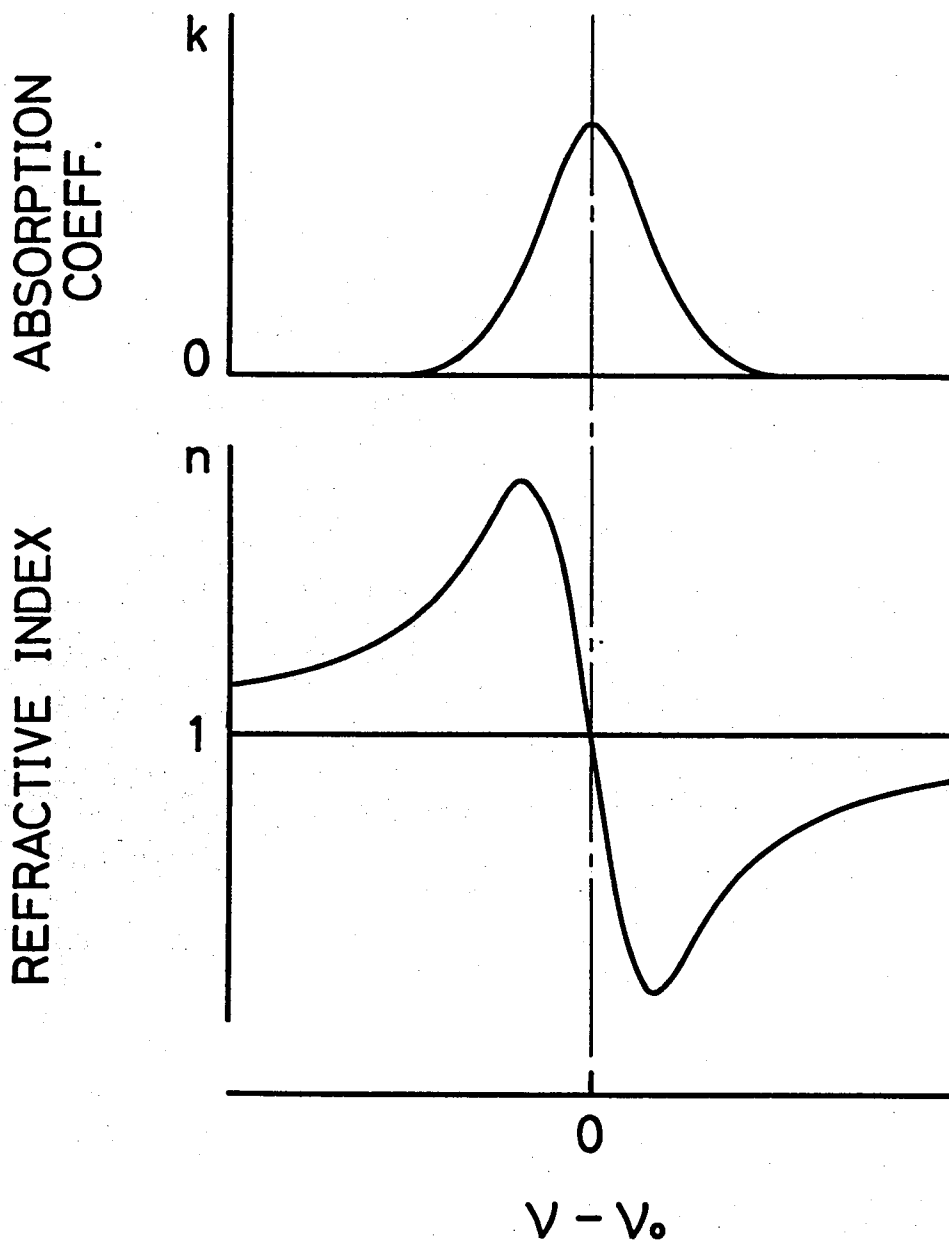 ABSORPTION
COEFF.
k
0
REFRACTIVE INDEX
n
1
0
ν - ν₀